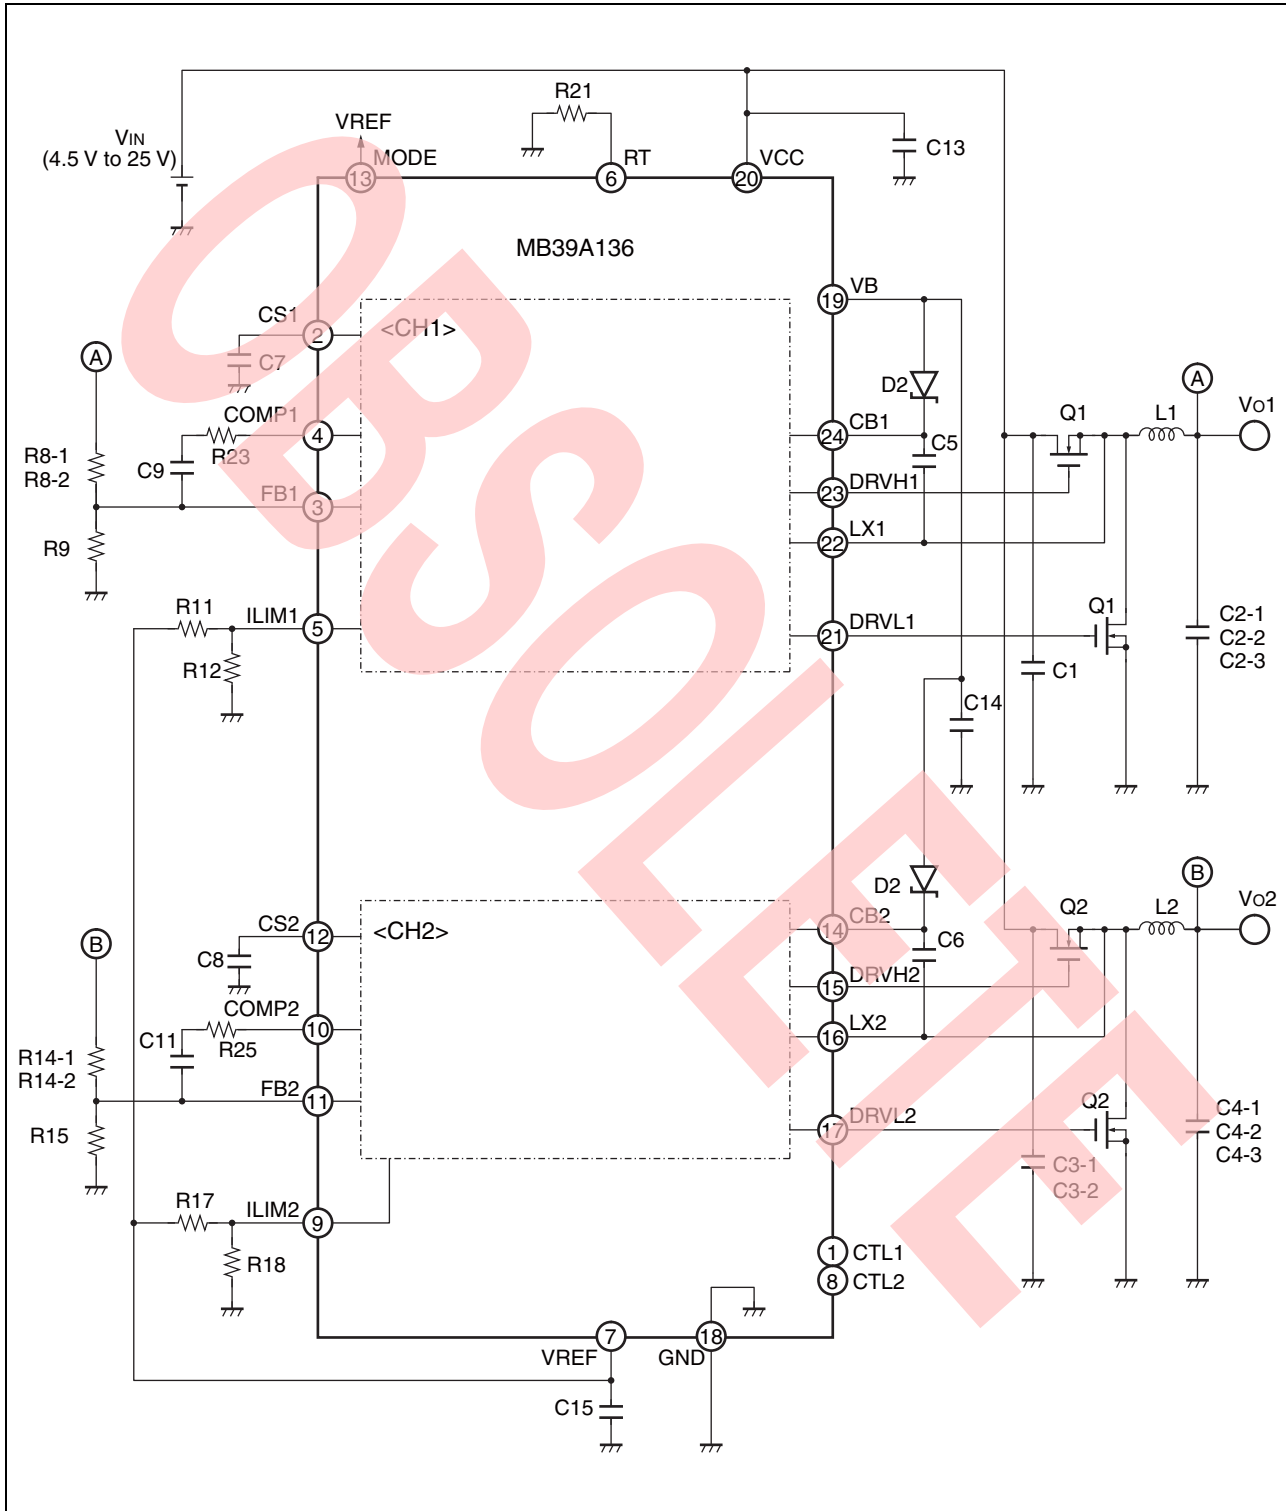 R21
VREF
VIN
(4.5 V to 25 V)
MODE
RT
VCC
C13
13
6
20
MB39A136
19
VB
CS1
2
<CH1>
C7
A
D2
A
COMP1
4
CB1
24
Q1
L1
VO1
R23
C5
R8-1
R8-2
C9
FB1
3
DRVH1
23
R9
LX1
22
R11
ILIM1
5
DRVL1
21
Q1
C2-1
C2-2
C2-3
R12
C1
C14
B
D2
Q2
L2
VO2
CS2
12
<CH2>
CB2
14
B
C8
C6
COMP2
10
DRVH2
15
R25
LX2
16
C11
R14-1
R14-2
FB2
11
Q2
C4-1
C4-2
C4-3
R15
DRVL2
17
C3-1
C3-2
R17
ILIM2
9
R18
1
CTL1
8
CTL2
7
18
VREF
GND
C15
OBSOLETE